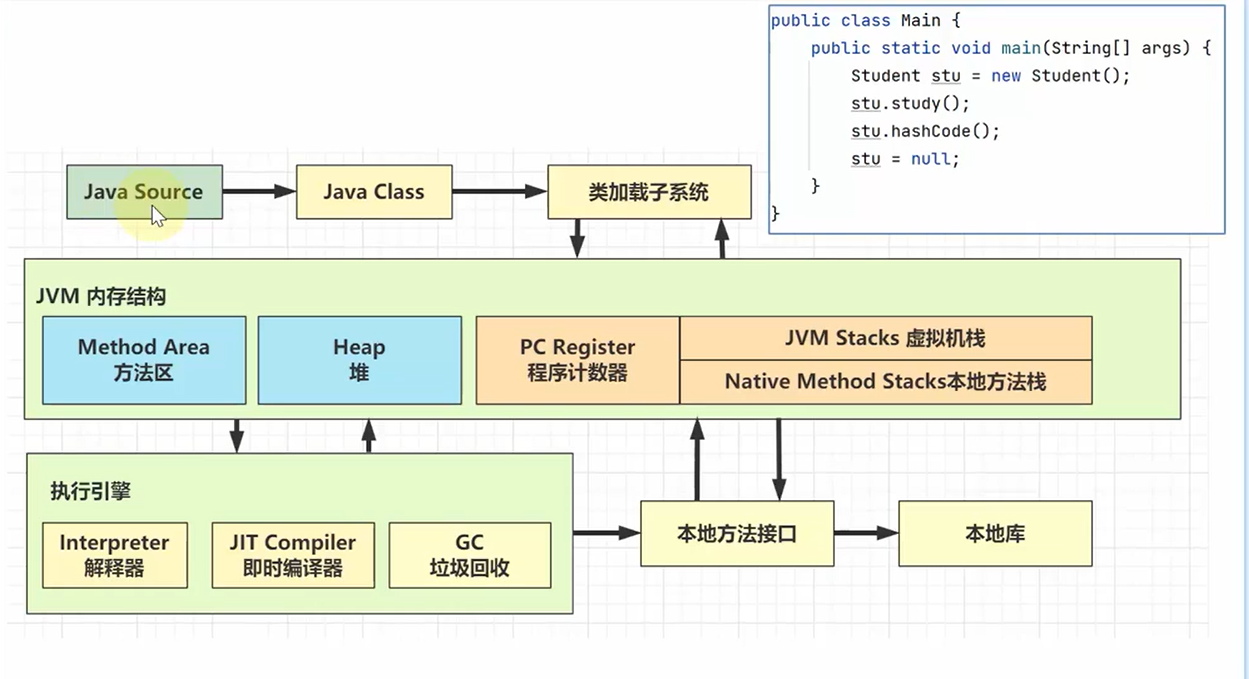 public class Main {
    public static void main(String[] args) {
        Student stu = new Student();
        stu.study();
        stu.hashCode();
        stu = null;
    }
}
Java Source
Java Class
类加载子系统
JVM 内存结构
Method Area
方法区
Heap
堆
PC Register
程序计数器
JVM Stacks 虚拟机栈
Native Method Stacks本地方法栈
执行引擎
Interpreter
解释器
JIT Compiler
即时编译器
GC
垃圾回收
本地方法接口
本地库